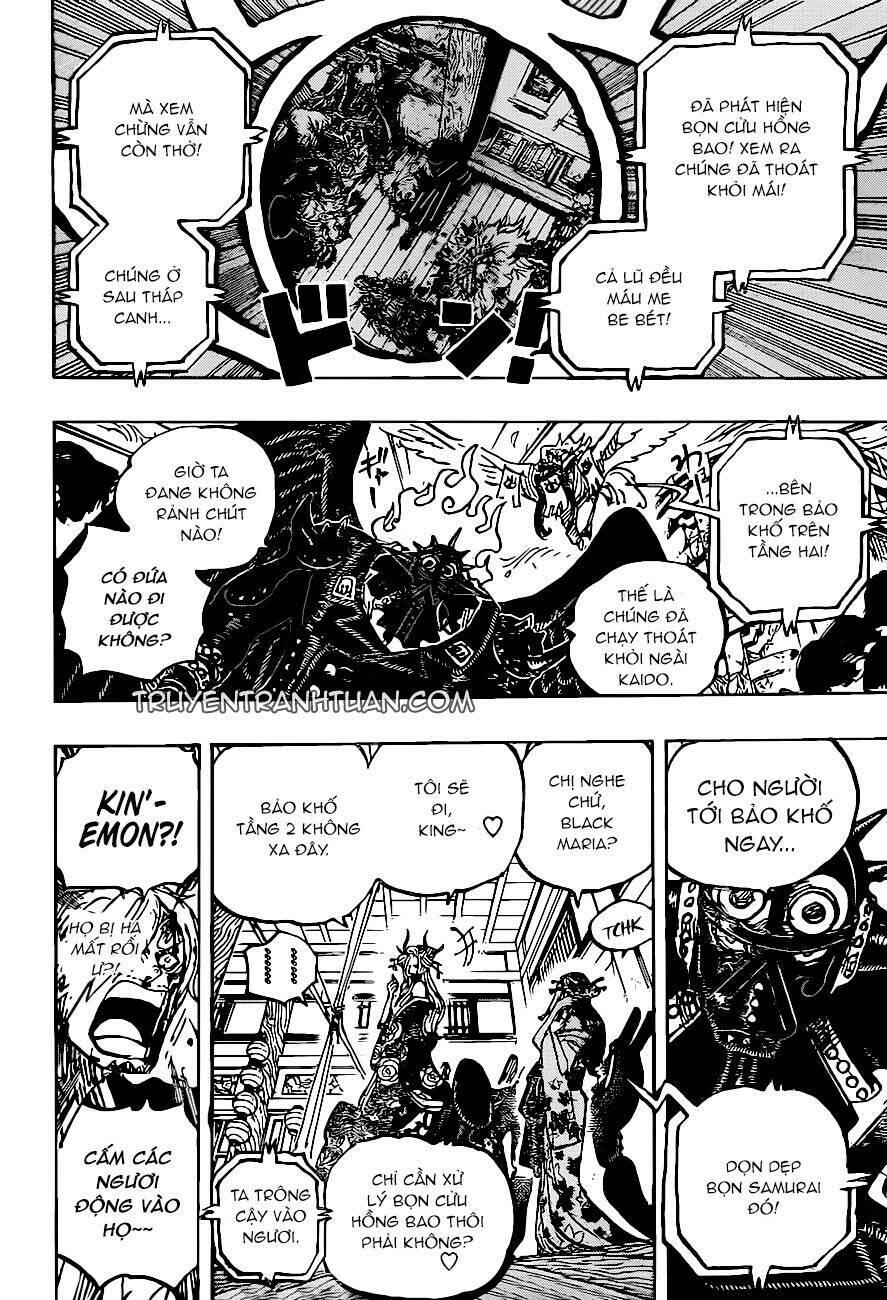 ĐÃ PHÁT HIỆN
BỌN CỬU HỒNG
BAO! XEM RA
CHÚNG ĐÃ THOÁT
KHỎI MÁI!
CẢ LŨ ĐỀU
MÁU ME
BE BÉT!
MÀ XEM
CHỪNG VẪN
CÒN THỞ!
CHÚNG Ở
SAU THÁP
CANH...
ドン!
...BÊN
TRONG BẢO
KHỐ TRÊN
TẦNG HAI!
THẾ LÀ
CHÚNG ĐÃ
CHẠY THOÁT
KHỎI NGÀI
KAIDO.
GIỜ TA
ĐANG KHÔNG
RẢNH CHÚT
NÀO!
CÓ ĐỨA
NÀO ĐI
ĐƯỢC
KHÔNG?
TRUYENTRANHTUAN.COM
CHO NGƯỜI
TỚI BẢO KHỐ
NGAY...
DỌN DẸP
BỌN SAMURAI
ĐÓ!
CHỊ NGHE
CHỨ,
BLACK
MARIA?
TCHK
TÔI SẼ
ĐI,
KING~ ♡
BẢO KHỐ
TẦNG 2 KHÔNG
XA ĐÂY.
CHỈ CẦN XỬ
LÝ BỌN CỬU
HỒNG BAO THÔI
PHẢI KHÔNG?
♡
TA TRÔNG
CẬY VÀO
NGƯƠI.
KIN'-
EMON?!
HỌ BỊ HẠ
MẤT RỒI
Ư?!
CẤM CÁC
NGƯƠI
ĐỘNG VÀO
HỌ~~